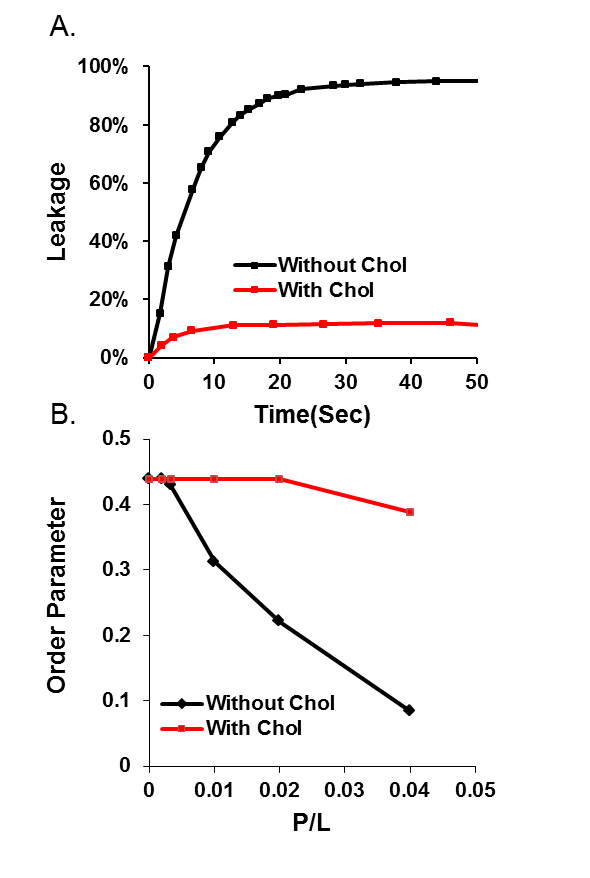 A.
100%
80%
60%
40%
20%
0%
Leakage
Without Chol
With Chol
0 10 20 30 40 50
Time(Sec)
B.
0.5
0.4
0.3
0.2
0.1
0
Order Parameter
Without Chol
With Chol
0 0.01 0.02 0.03 0.04 0.05
P/L